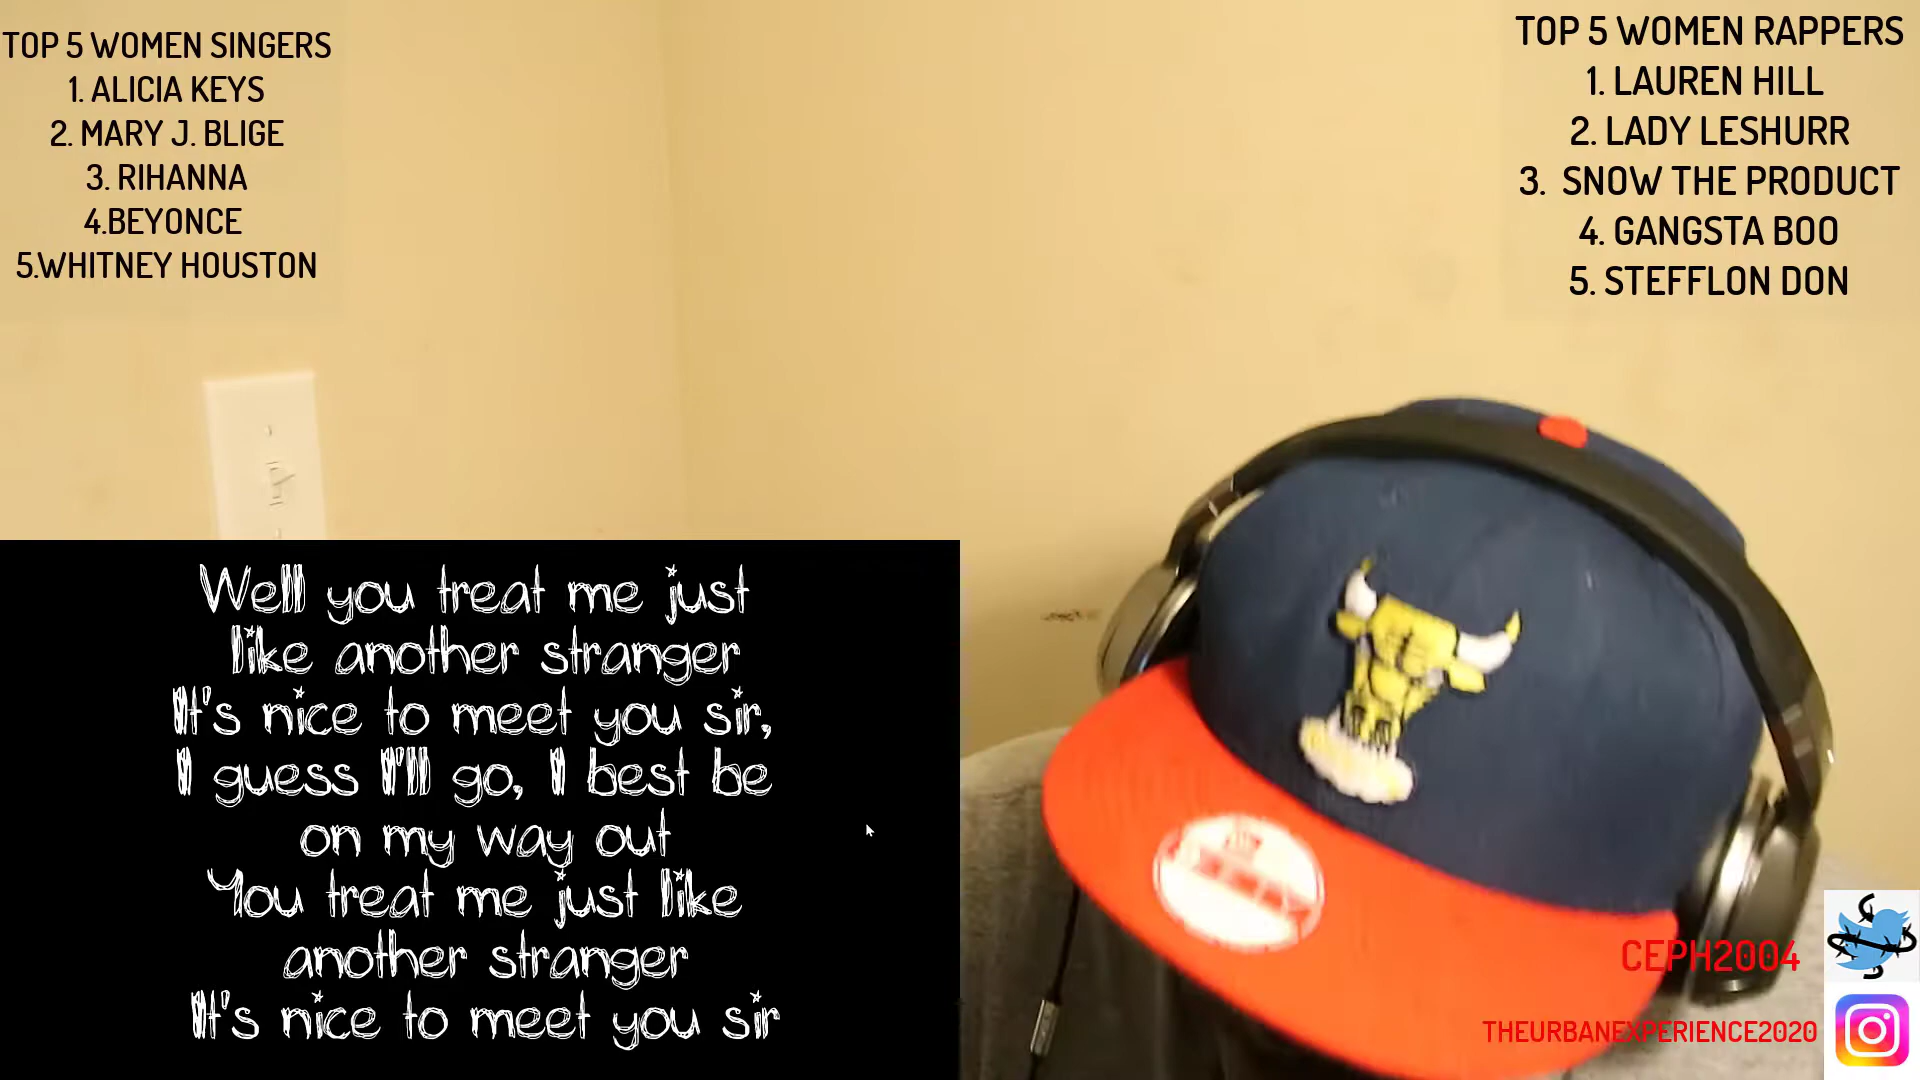 TOP 5 WOMEN SINGERS
1. ALICIA KEYS
2. MARY J. BLIGE
3. RIHANNA
4.BEYONCE
5.WHITNEY HOUSTON
TOP 5 WOMEN RAPPERS
1. LAUREN HILL
2. LADY LESHURR
3. SNOW THE PRODUCT
4. GANGSTA BOO
5. STEFFLON DON
Well you treat me just
like another stranger
It's nice to meet you sir,
I guess I'll go, I best be
on my way out
You treat me just like
another stranger
It's nice to meet you sir
CEPH2004
THEURBANEXPERIENCE2020